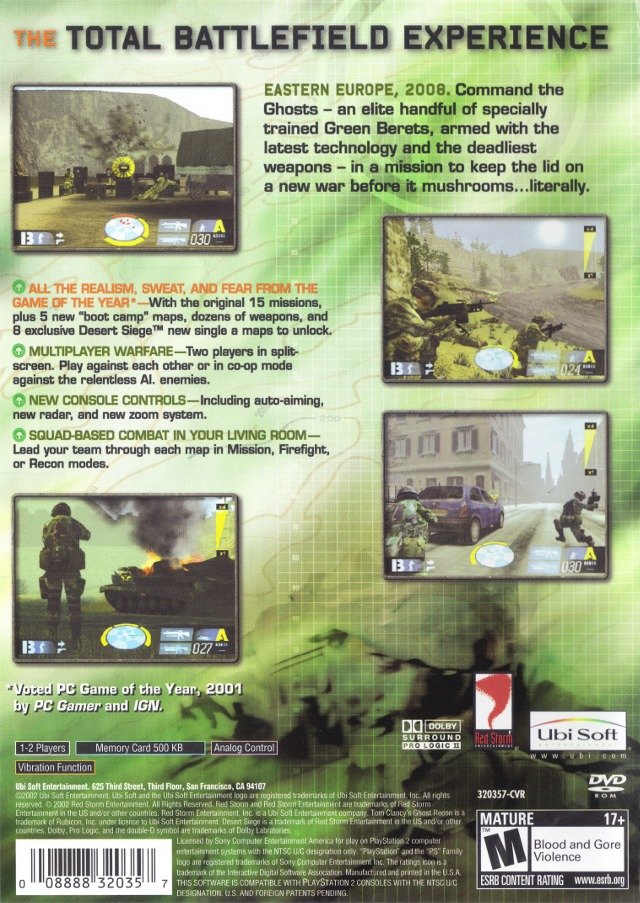 THE TOTAL BATTLEFIELD EXPERIENCE
EASTERN EUROPE, 2008. Command the
Ghosts – an elite handful of specially
trained Green Berets, armed with the
latest technology and the deadliest
weapons – in a mission to keep the lid on
a new war before it mushrooms...literally.
B
A
030
ALL THE REALISM, SWEAT, AND FEAR FROM THE
GAME OF THE YEAR*—With the original 15 missions,
plus 5 new "boot camp" maps, dozens of weapons, and
8 exclusive Desert Siege™ new single a maps to unlock.
MULTIPLAYER WARFARE—Two players in split-
screen. Play against each other or in co-op mode
against the relentless AI. enemies.
NEW CONSOLE CONTROLS—Including auto-aiming,
new radar, and new zoom system.
SQUAD-BASED COMBAT IN YOUR LIVING ROOM—
Lead your team through each map in Mission, Firefight,
or Recon modes.
x4
x1
B
A
024
x4
x1
B
A
030
x4
x1
B
A
027
*Voted PC Game of the Year, 2001
by PC Gamer and IGN.
DOLBY
SURROUND
PRO LOGIC II
Red Storm
ENTERTAINMENT
Ubi Soft
ENTERTAINMENT
www.ubi.com
1-2 Players
Memory Card 500 KB
Analog Control
Vibration Function
320357-CVR
DVD
ROM
Ubi Soft Entertainment. 625 Third Street, Third Floor, San Francisco, CA 94107
©2002 Ubi Soft Entertainment. Ubi Soft and the Ubi Soft Entertainment logo are registered trademarks of Ubi Soft Entertainment, Inc. All rights
reserved. © 2002 Red Storm Entertainment. All Rights Reserved. Red Storm and Red Storm Entertainment are trademarks of Red Storm
Entertainment in the US and/or other countries. Red Storm Entertainment, Inc. is a Ubi Soft Entertainment company. Tom Clancy's Ghost Recon is a
trademark of Rubicon, Inc. under license to Ubi Soft Entertainment. Desert Siege is a trademark of Red Storm Entertainment in the US and/or other
countries. Dolby, Pro Logic, and the double-D symbol are trademarks of Dolby Labratories.
Licensed by Sony Computer Entertainment America for play on PlayStation 2 computer
entertainment systems with the NTSC U/C designation only. "PlayStation" and the "PS" Family
logo are registered trademarks of Sony Computer Entertainment Inc. The ratings icon is a
trademark of the Interactive Digital Software Association. Manufactured and printed in the U.S.A.
THIS SOFTWARE IS COMPATIBLE WITH PLAYSTATION 2 CONSOLES WITH THE NTSC U/C
DESIGNATION. U.S. AND FOREIGN PATENTS PENDING.
0 08888 32035 7
MATURE 17+
M
TM
Blood and Gore
Violence
ESRB CONTENT RATING www.esrb.org